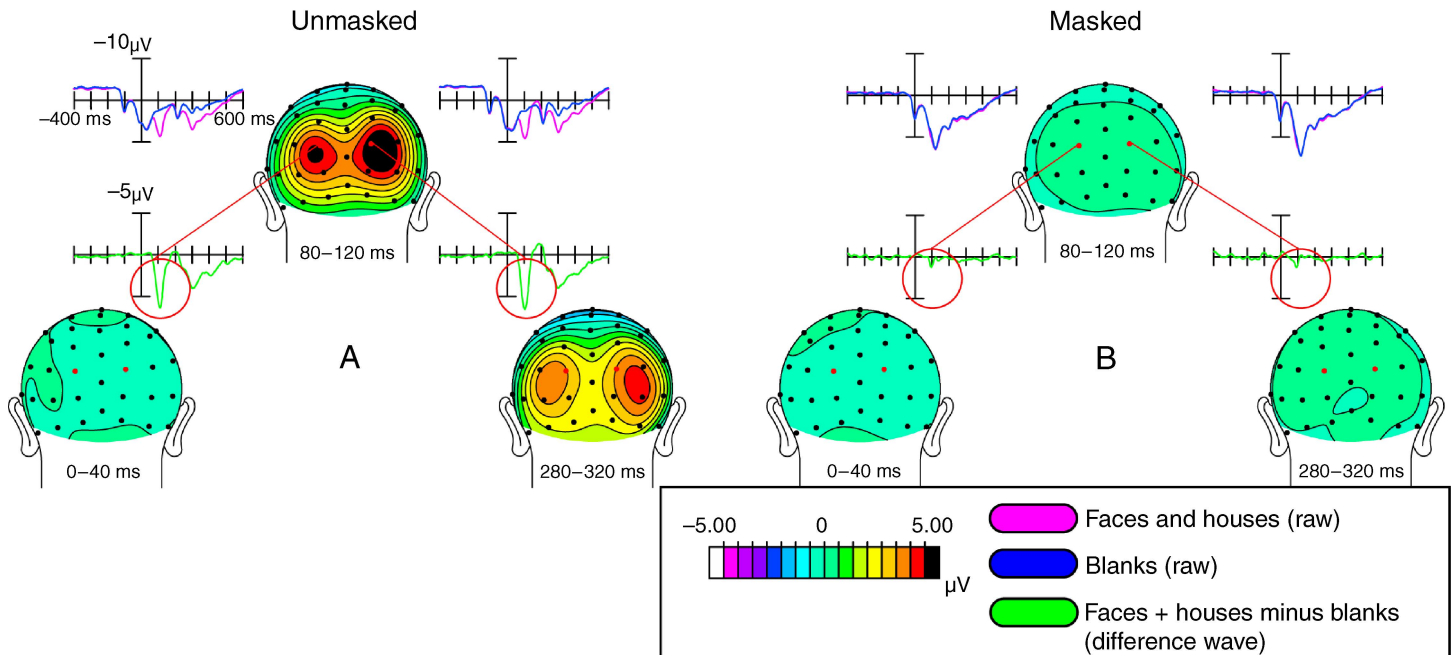 Unmasked
Masked
−10µV
−400 ms
600 ms
−5µV
80−120 ms
80−120 ms
A
B
0−40 ms
280−320 ms
0−40 ms
280−320 ms
−5.00
0
5.00
µV
Faces and houses (raw)
Blanks (raw)
Faces + houses minus blanks
(difference wave)